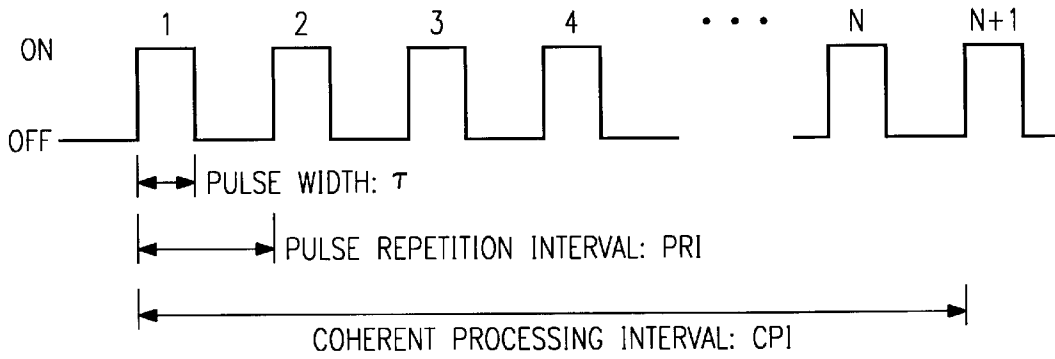 1 2 3 4 • • • N N+1
ON
OFF
PULSE WIDTH: τ
PULSE REPETITION INTERVAL: PRI
COHERENT PROCESSING INTERVAL: CPI